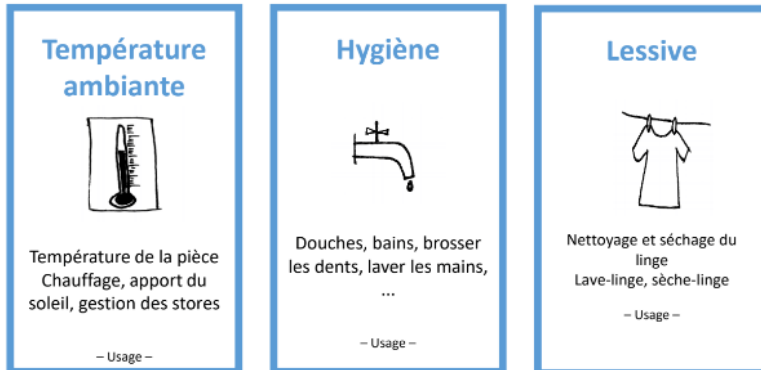 Température
ambiante
Température de la pièce
Chauffage, apport du
soleil, gestion des stores
– Usage –
Hygiène
Douches, bains, brosser
les dents, laver les mains,
...
– Usage –
Lessive
Nettoyage et séchage du
linge
Lave-linge, sèche-linge
– Usage –